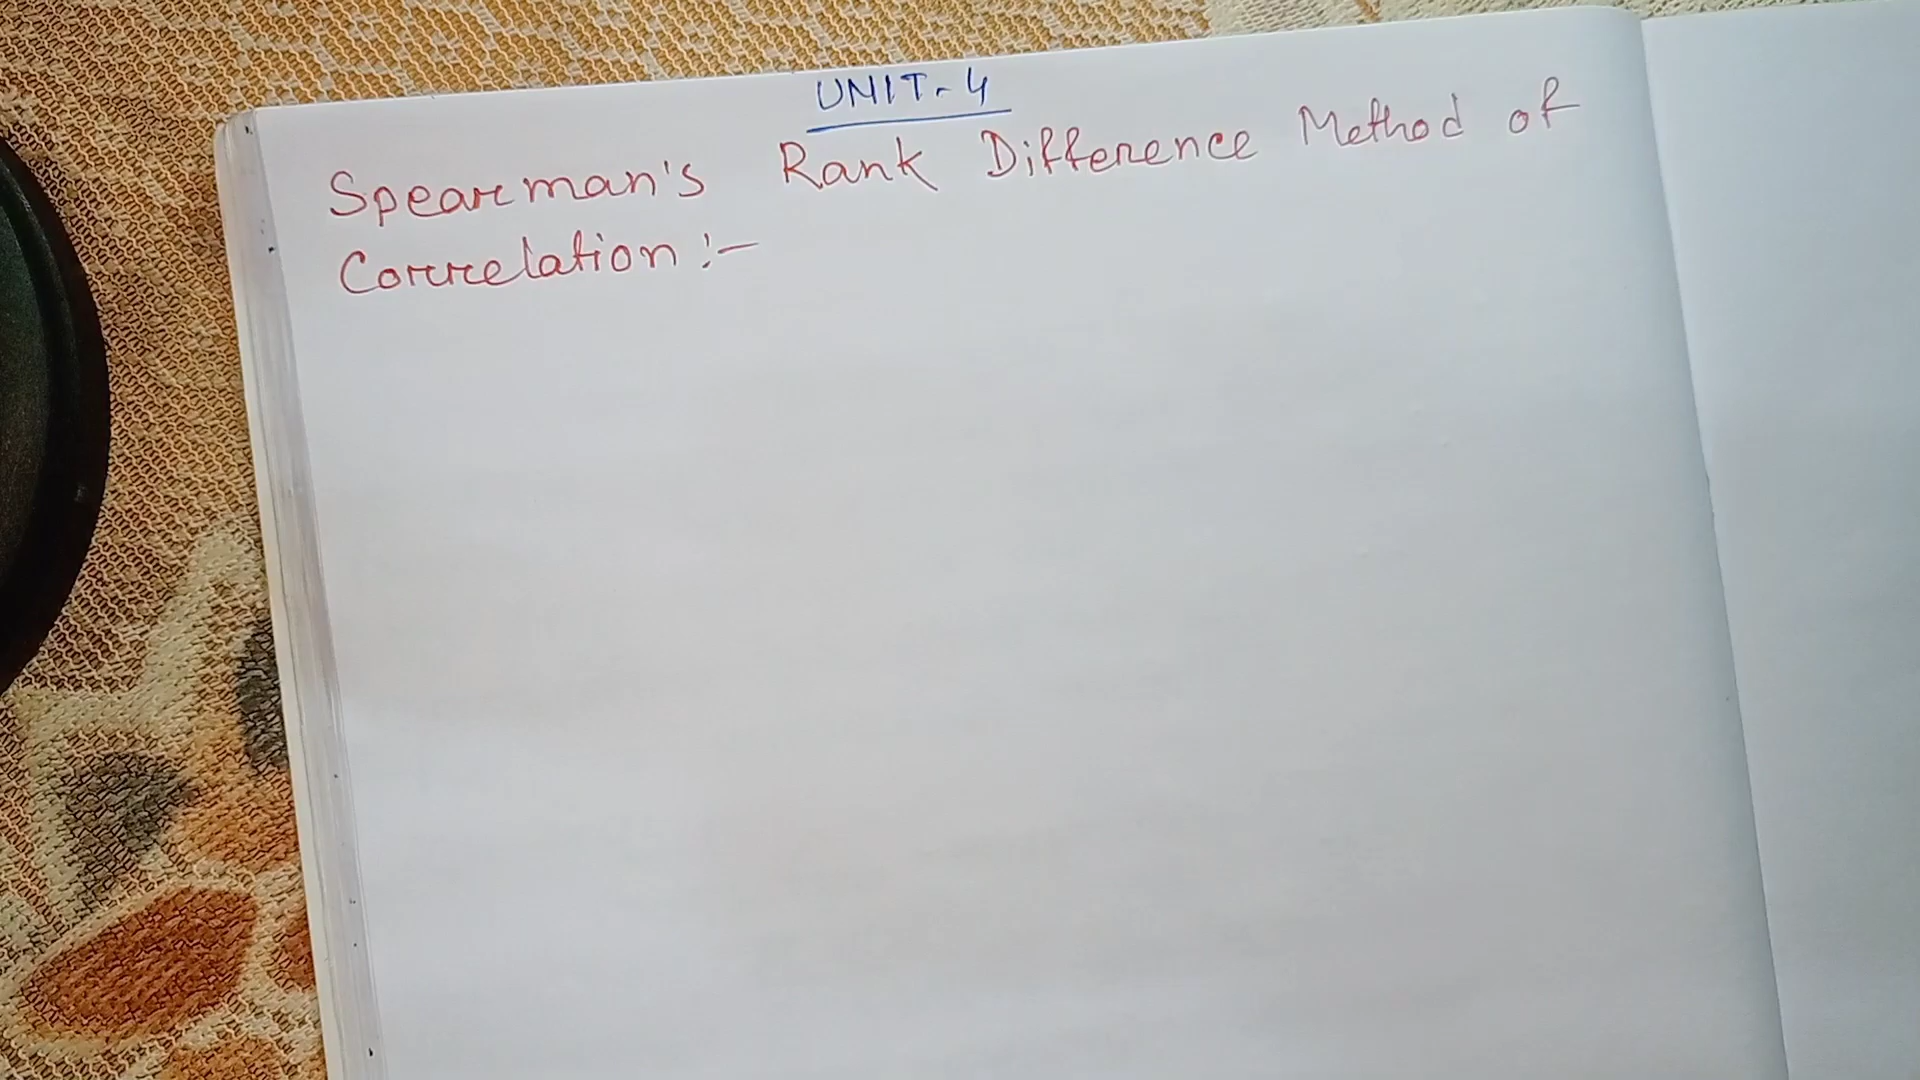 UNIT-4
Spearman's Rank Difference Method of
Correlation :-